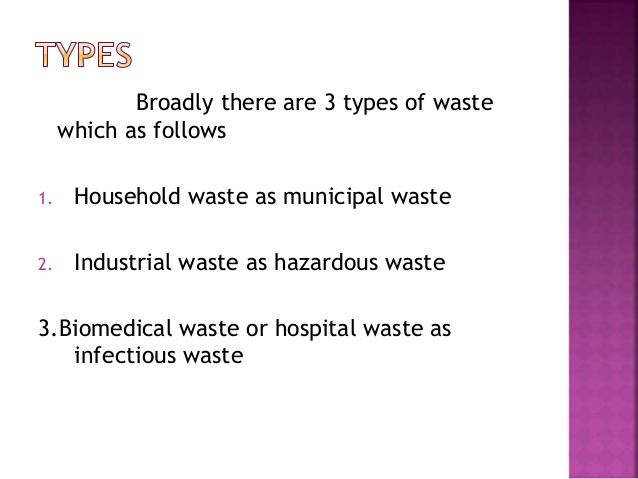 TYPES
Broadly there are 3 types of waste
which as follows
1. Household waste as municipal waste
2. Industrial waste as hazardous waste
3.Biomedical waste or hospital waste as
infectious waste